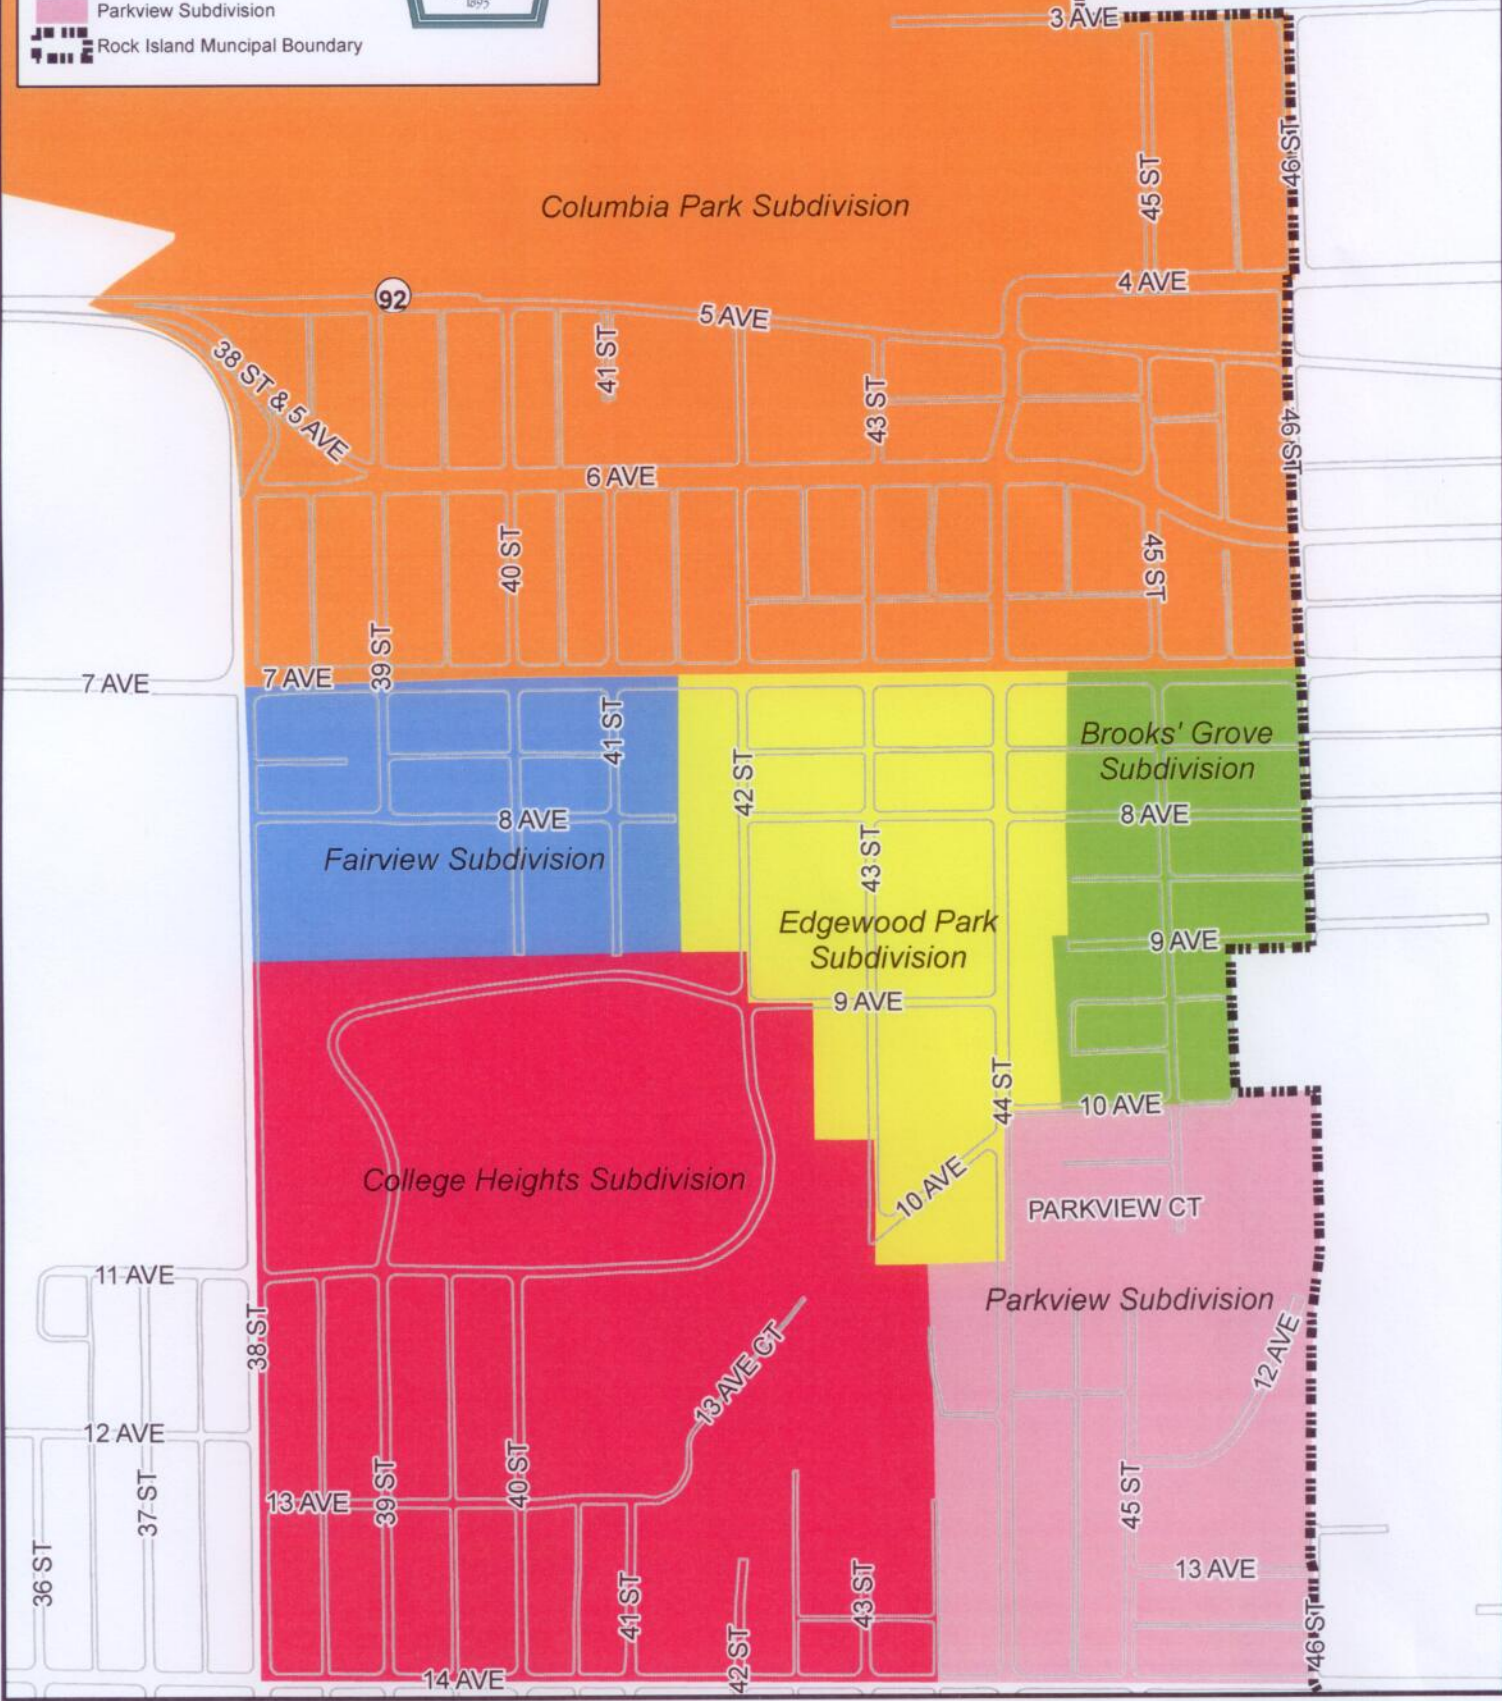 Parkview Subdivision
1895
Rock Island Muncipal Boundary
3 AVE
46 ST
45 ST
Columbia Park Subdivision
4 AVE
92
5 AVE
41 ST
38 ST & 5 AVE
43 ST
46 ST
6 AVE
40 ST
45 ST
39 ST
7 AVE
7 AVE
41 ST
Brooks' Grove
Subdivision
42 ST
8 AVE
8 AVE
Fairview Subdivision
43 ST
Edgewood Park
Subdivision
9 AVE
9 AVE
44 ST
10 AVE
College Heights Subdivision
10 AVE
PARKVIEW CT
11 AVE
Parkview Subdivision
38 ST
12 AVE
13 AVE CT
12 AVE
37 ST
13 AVE
39 ST
40 ST
45 ST
36 ST
13 AVE
41 ST
43 ST
42 ST
46 ST
14 AVE